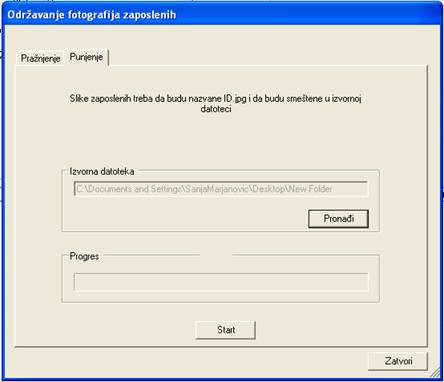 Održavanje fotografija zaposlenih
Pražnjenje Punjenje
Slike zaposlenih treba da budu nazvane ID.jpg i da budu smeštene u izvornoj
datoteci
Izvorna datoteka
C:\Documents and Settings\SanjaMarjanovic\Desktop\New Folder
Pronađi
Progres
Start
Zatvori